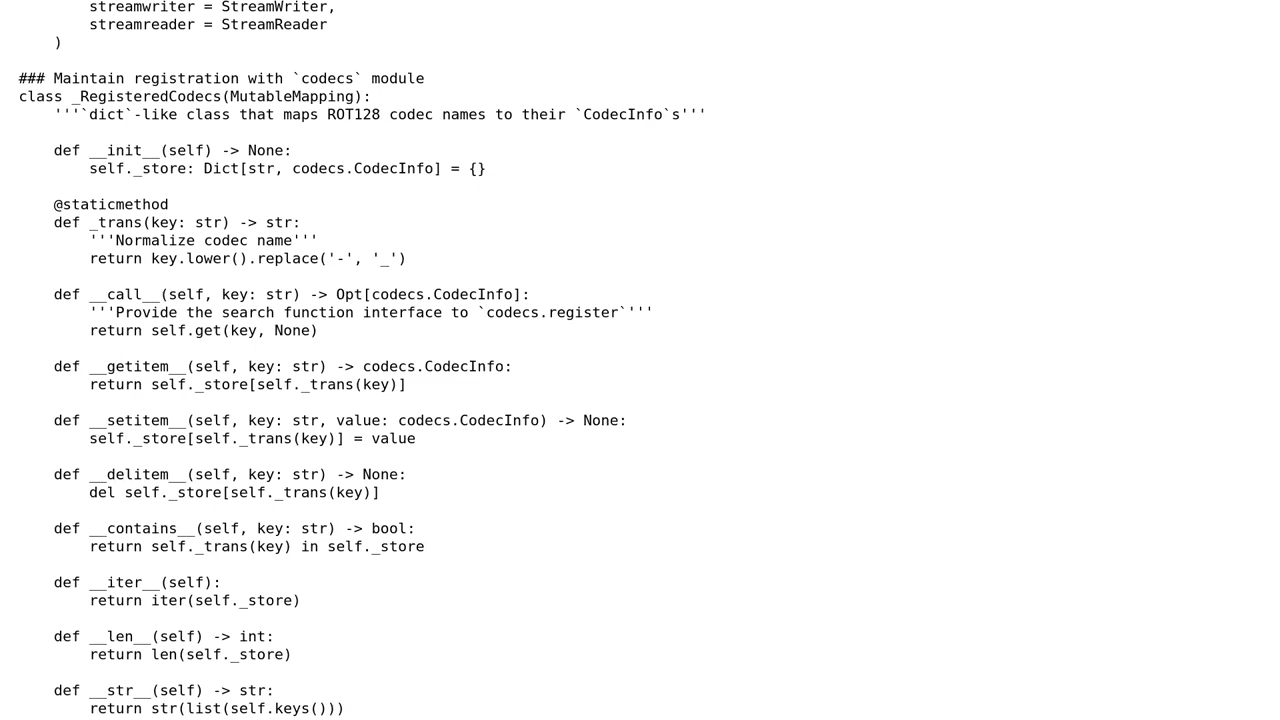 streamwriter = StreamWriter,
        streamreader = StreamReader
    )

### Maintain registration with `codecs` module
class _RegisteredCodecs(MutableMapping):
    '''`dict`-like class that maps ROT128 codec names to their `CodecInfo`s'''

    def __init__(self) -> None:
        self._store: Dict[str, codecs.CodecInfo] = {}

    @staticmethod
    def _trans(key: str) -> str:
        '''Normalize codec name'''
        return key.lower().replace('-', '_')

    def __call__(self, key: str) -> Opt[codecs.CodecInfo]:
        '''Provide the search function interface to `codecs.register`'''
        return self.get(key, None)

    def __getitem__(self, key: str) -> codecs.CodecInfo:
        return self._store[self._trans(key)]

    def __setitem__(self, key: str, value: codecs.CodecInfo) -> None:
        self._store[self._trans(key)] = value

    def __delitem__(self, key: str) -> None:
        del self._store[self._trans(key)]

    def __contains__(self, key: str) -> bool:
        return self._trans(key) in self._store

    def __iter__(self):
        return iter(self._store)

    def __len__(self) -> int:
        return len(self._store)

    def __str__(self) -> str:
        return str(list(self.keys()))